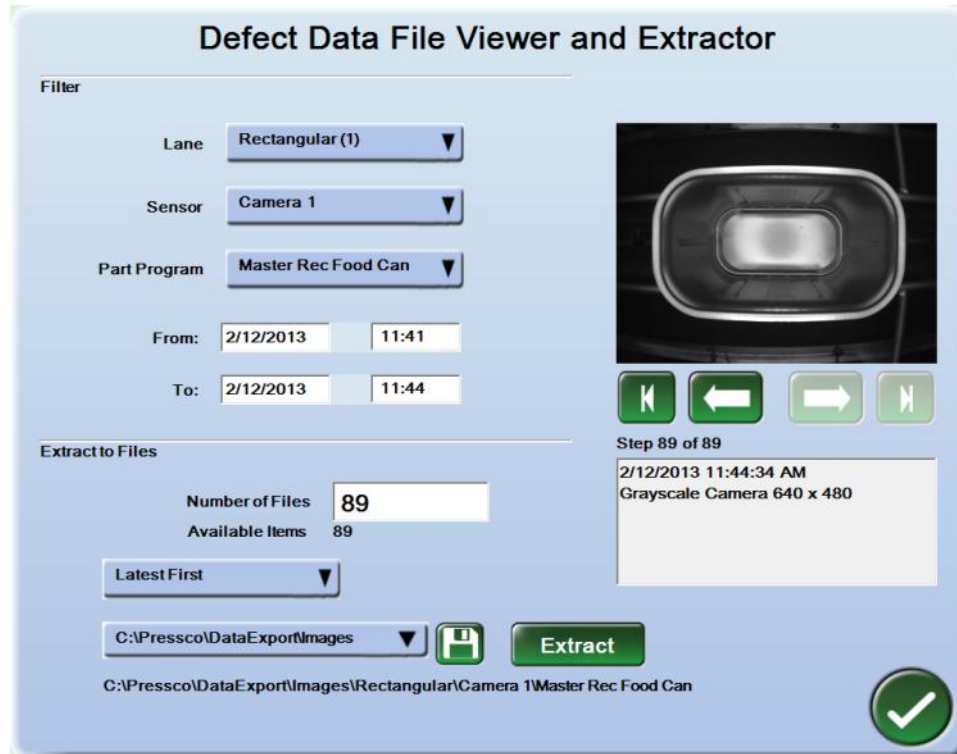 Defect Data File Viewer and Extractor
Filter
Lane
Rectangular (1)
Sensor
Camera 1
Part Program
Master Rec Food Can
From:
2/12/2013
11:41
To:
2/12/2013
11:44
Step 89 of 89
2/12/2013 11:44:34 AM
Grayscale Camera 640 x 480
Extract to Files
Number of Files
89
Available Items
89
Latest First
C:\Pressco\DataExport\Images
Extract
C:\Pressco\DataExport\Images\Rectangular\Camera 1\Master Rec Food Can